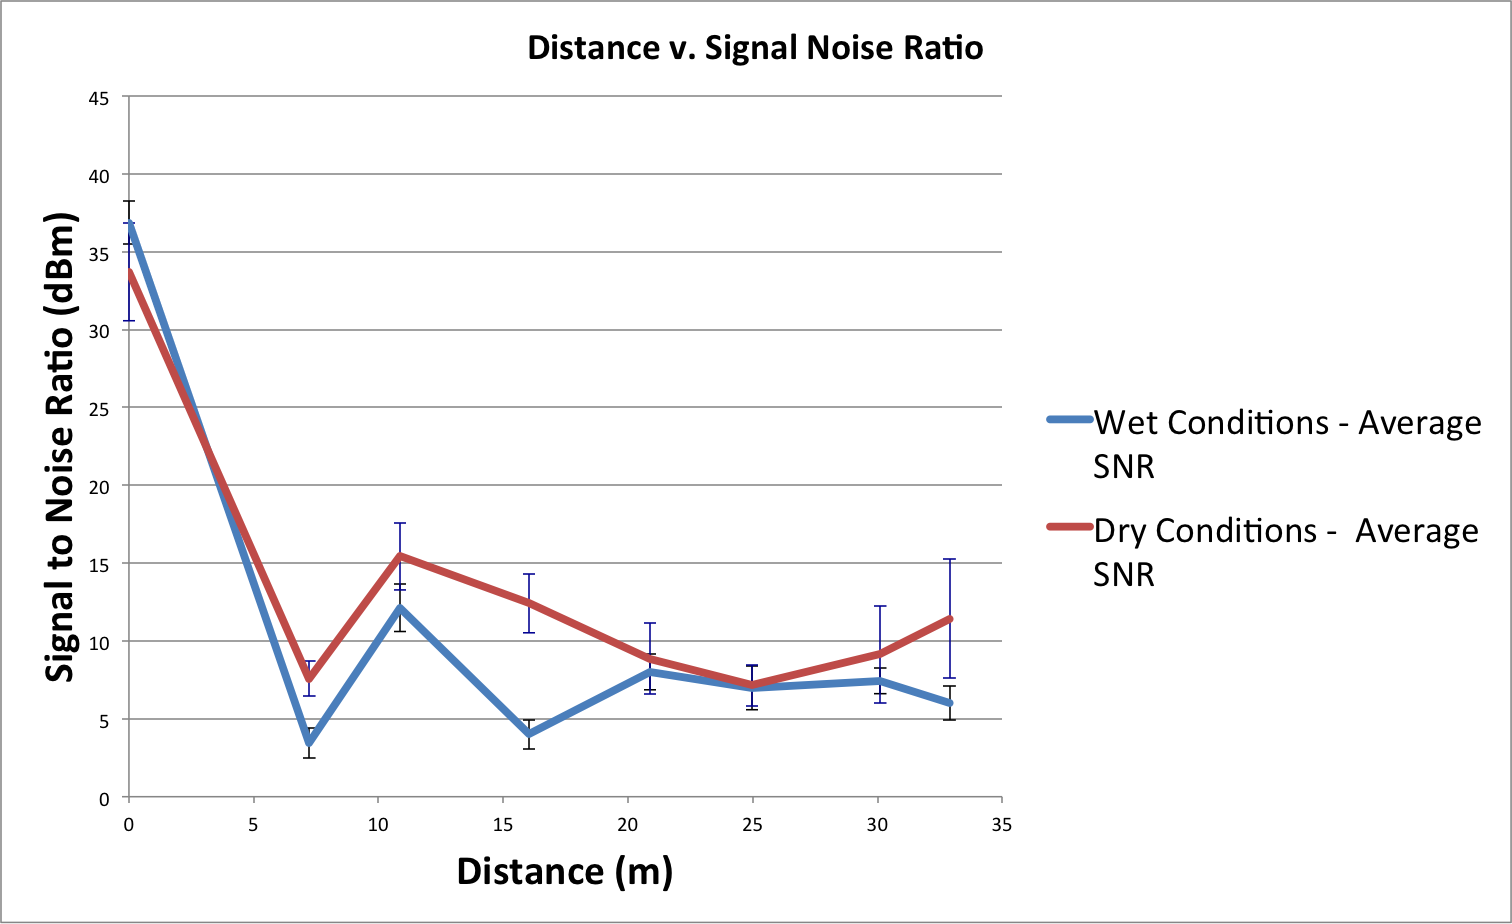 Distance v. Signal Noise Ratio
45
40
35
30
25
20
15
10
5
0
Signal to Noise Ratio (dBm)
0 5 10 15 20 25 30 35
Distance (m)
Wet Conditions - Average
SNR
Dry Conditions -  Average
SNR